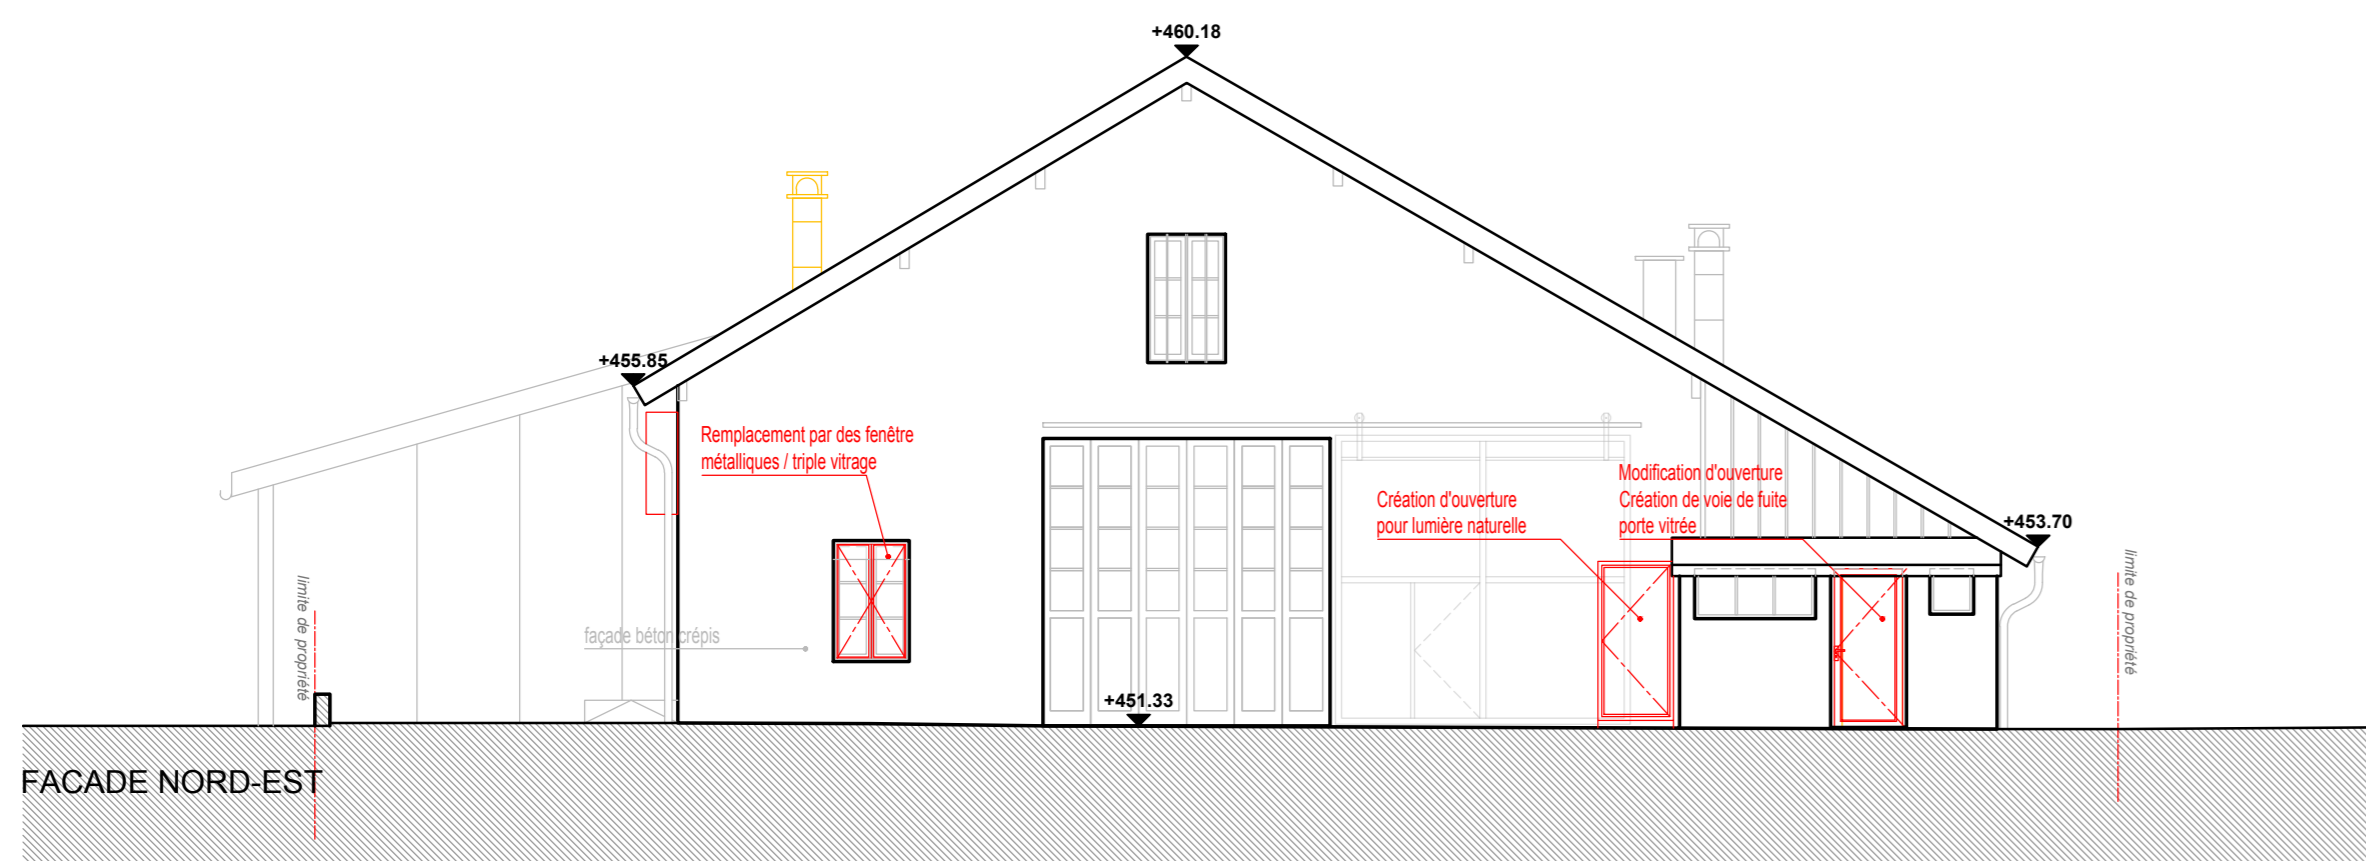 +460.18
+455.85
Remplacement par des fenêtre
métalliques / triple vitrage
Modification d'ouverture
Création de voie de fuite
porte vitrée
Création d'ouverture
pour lumière naturelle
+453.70
limite de propriété
limite de propriété
façade béton crépis
+451.33
FACADE NORD-EST